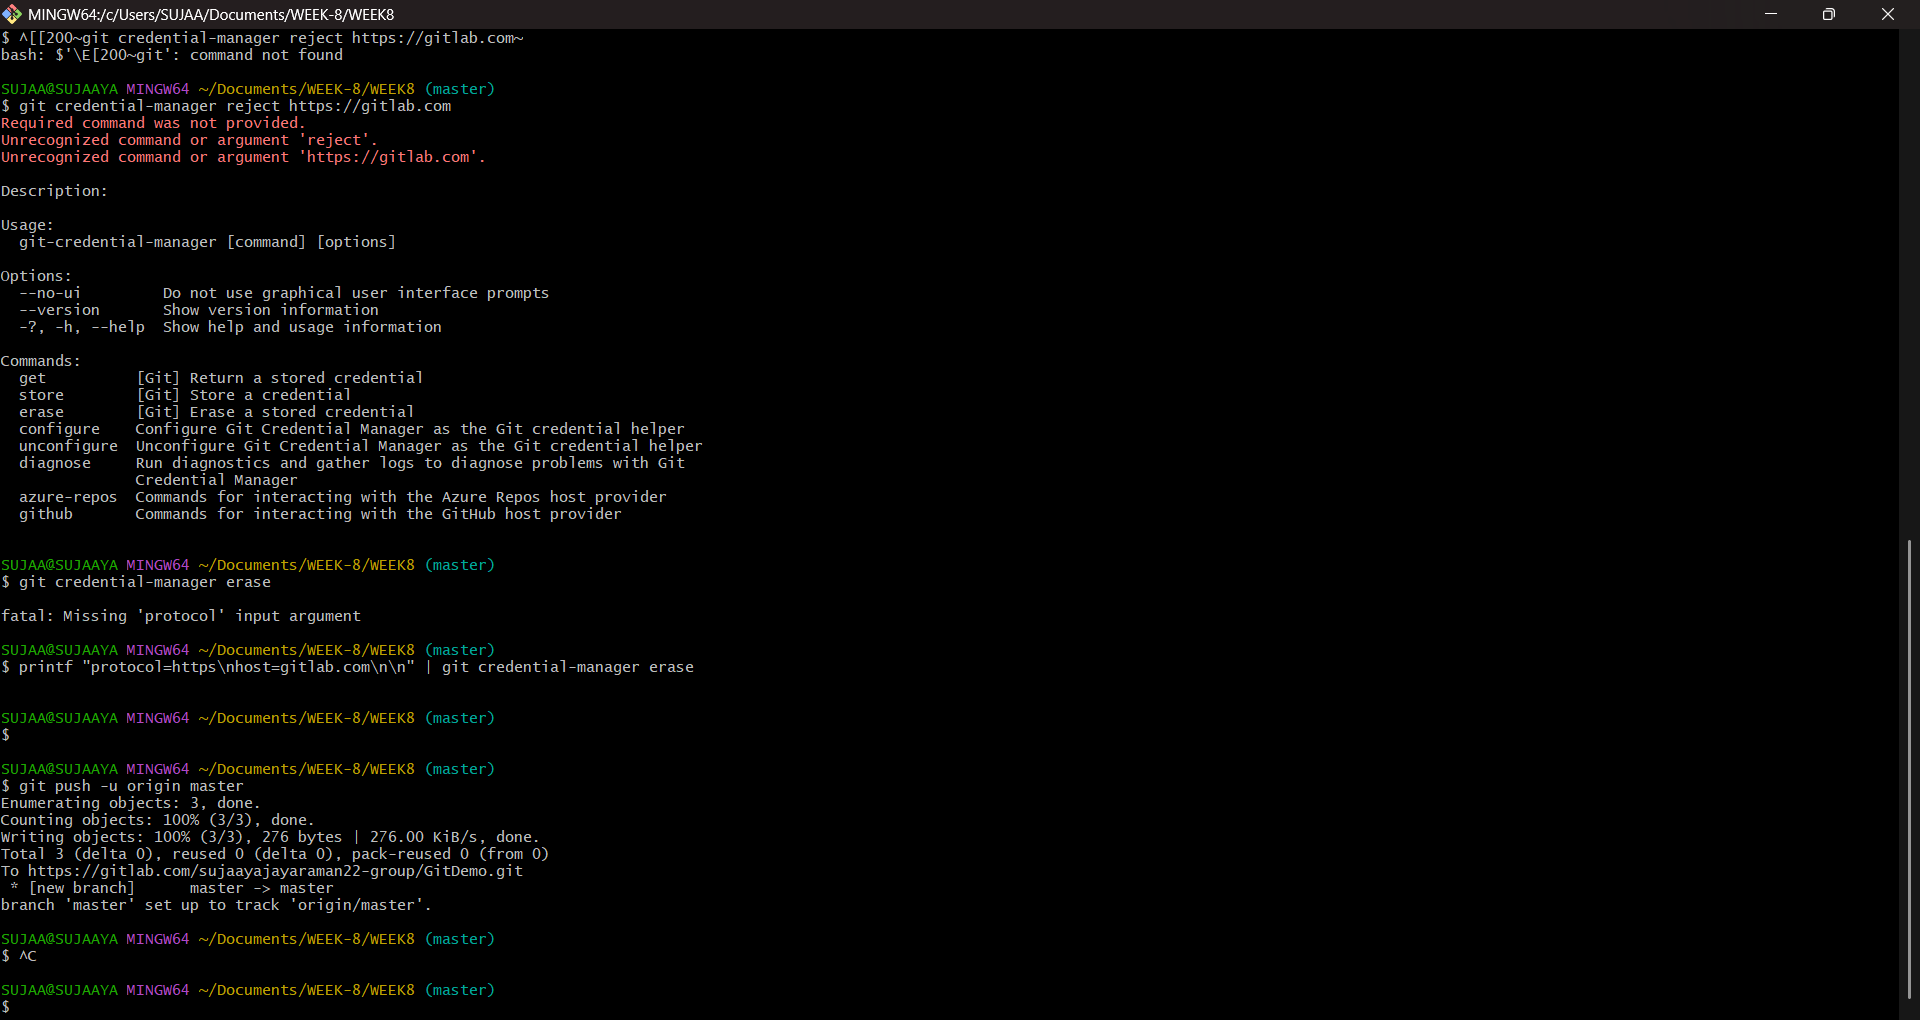 MINGW64:/c/Users/SUJAA/Documents/WEEK-8/WEEK8
$ ^[[200~git credential-manager reject https://gitlab.com~
bash: $'\E[200~git': command not found
SUJAA@SUJAAYA MINGW64 ~/Documents/WEEK-8/WEEK8 (master)
$ git credential-manager reject https://gitlab.com
Required command was not provided.
Unrecognized command or argument 'reject'.
Unrecognized command or argument 'https://gitlab.com'.
Description:
Usage:
  git-credential-manager [command] [options]
Options:
  --no-ui         Do not use graphical user interface prompts
  --version       Show version information
  -?, -h, --help  Show help and usage information
Commands:
  get          [Git] Return a stored credential
  store        [Git] Store a credential
  erase        [Git] Erase a stored credential
  configure    Configure Git Credential Manager as the Git credential helper
  unconfigure  Unconfigure Git Credential Manager as the Git credential helper
  diagnose     Run diagnostics and gather logs to diagnose problems with Git
               Credential Manager
  azure-repos  Commands for interacting with the Azure Repos host provider
  github       Commands for interacting with the GitHub host provider
SUJAA@SUJAAYA MINGW64 ~/Documents/WEEK-8/WEEK8 (master)
$ git credential-manager erase
fatal: Missing 'protocol' input argument
SUJAA@SUJAAYA MINGW64 ~/Documents/WEEK-8/WEEK8 (master)
$ printf "protocol=https\nhost=gitlab.com\n\n" | git credential-manager erase
SUJAA@SUJAAYA MINGW64 ~/Documents/WEEK-8/WEEK8 (master)
$
SUJAA@SUJAAYA MINGW64 ~/Documents/WEEK-8/WEEK8 (master)
$ git push -u origin master
Enumerating objects: 3, done.
Counting objects: 100% (3/3), done.
Writing objects: 100% (3/3), 276 bytes | 276.00 KiB/s, done.
Total 3 (delta 0), reused 0 (delta 0), pack-reused 0 (from 0)
To https://gitlab.com/sujaayajayaraman22-group/GitDemo.git
 * [new branch]      master -> master
branch 'master' set up to track 'origin/master'.
SUJAA@SUJAAYA MINGW64 ~/Documents/WEEK-8/WEEK8 (master)
$ ^C
SUJAA@SUJAAYA MINGW64 ~/Documents/WEEK-8/WEEK8 (master)
$